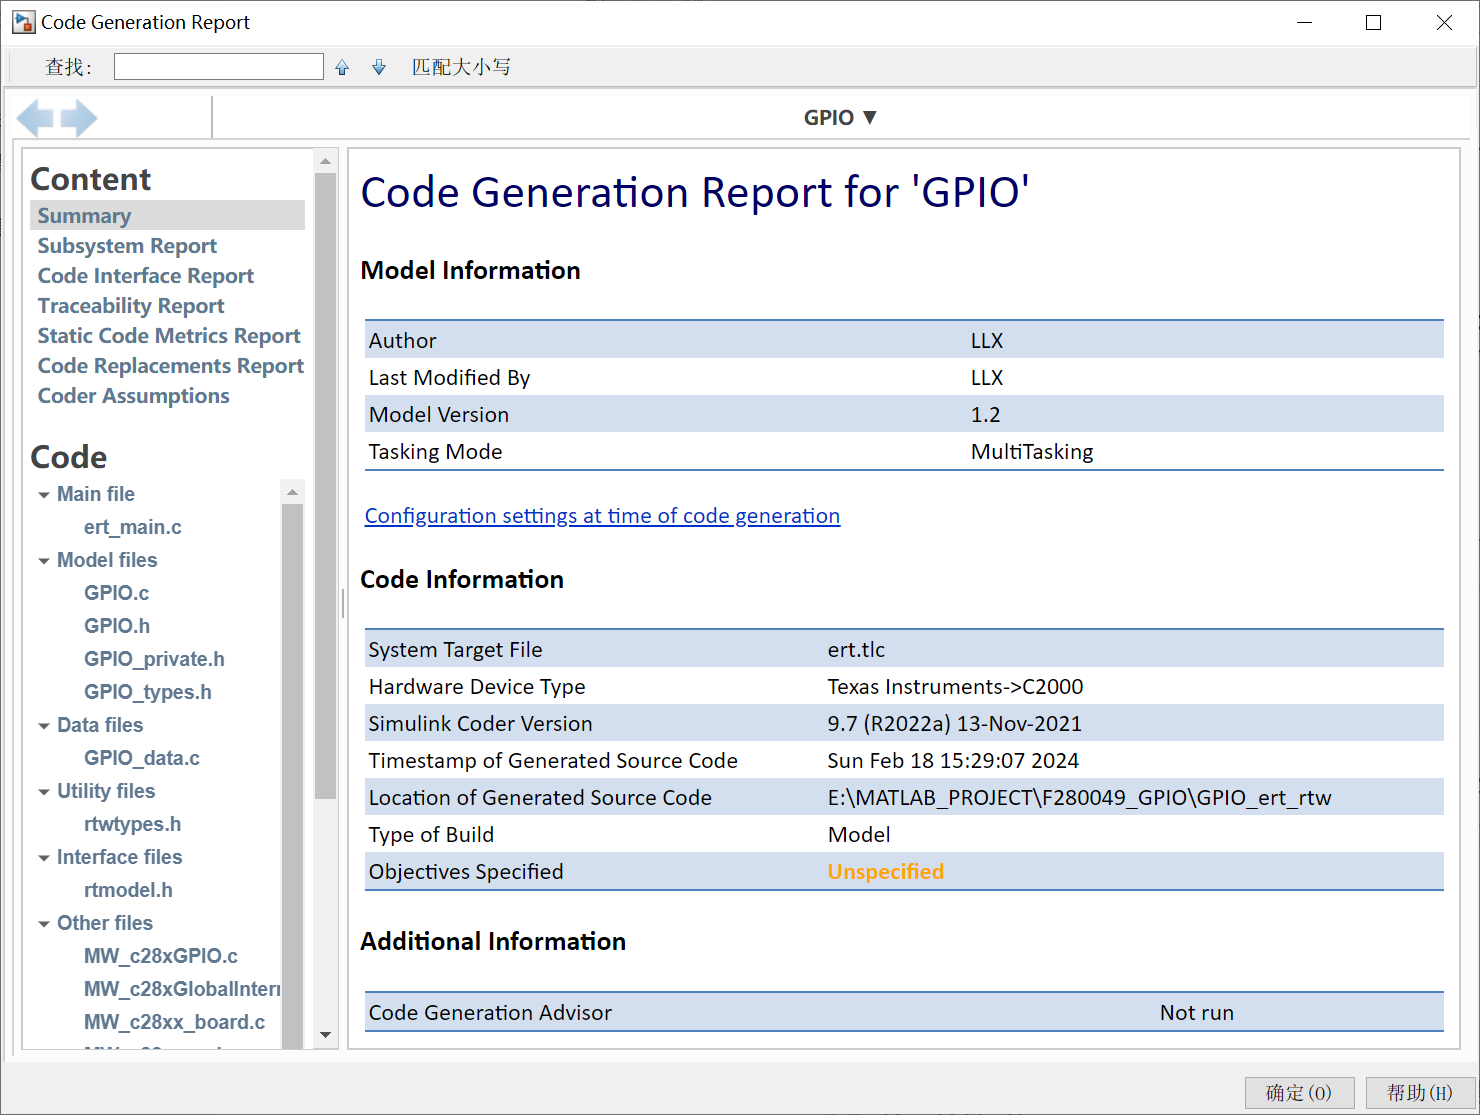 Code Generation Report
查找: 匹配大小写
GPIO ▼
Content
Summary
Subsystem Report
Code Interface Report
Traceability Report
Static Code Metrics Report
Code Replacements Report
Coder Assumptions
Code
Main file
ert_main.c
Model files
GPIO.c
GPIO.h
GPIO_private.h
GPIO_types.h
Data files
GPIO_data.c
Utility files
rtwtypes.h
Interface files
rtmodel.h
Other files
MW_c28xGPIO.c
MW_c28xGlobalInterr
MW_c28xx_board.c
Code Generation Report for 'GPIO'
Model Information
Author LLX
Last Modified By LLX
Model Version 1.2
Tasking Mode MultiTasking
Configuration settings at time of code generation
Code Information
System Target File ert.tlc
Hardware Device Type Texas Instruments->C2000
Simulink Coder Version 9.7 (R2022a) 13-Nov-2021
Timestamp of Generated Source Code Sun Feb 18 15:29:07 2024
Location of Generated Source Code E:\MATLAB_PROJECT\F280049_GPIO\GPIO_ert_rtw
Type of Build Model
Objectives Specified Unspecified
Additional Information
Code Generation Advisor Not run
确定(O) 帮助(H)